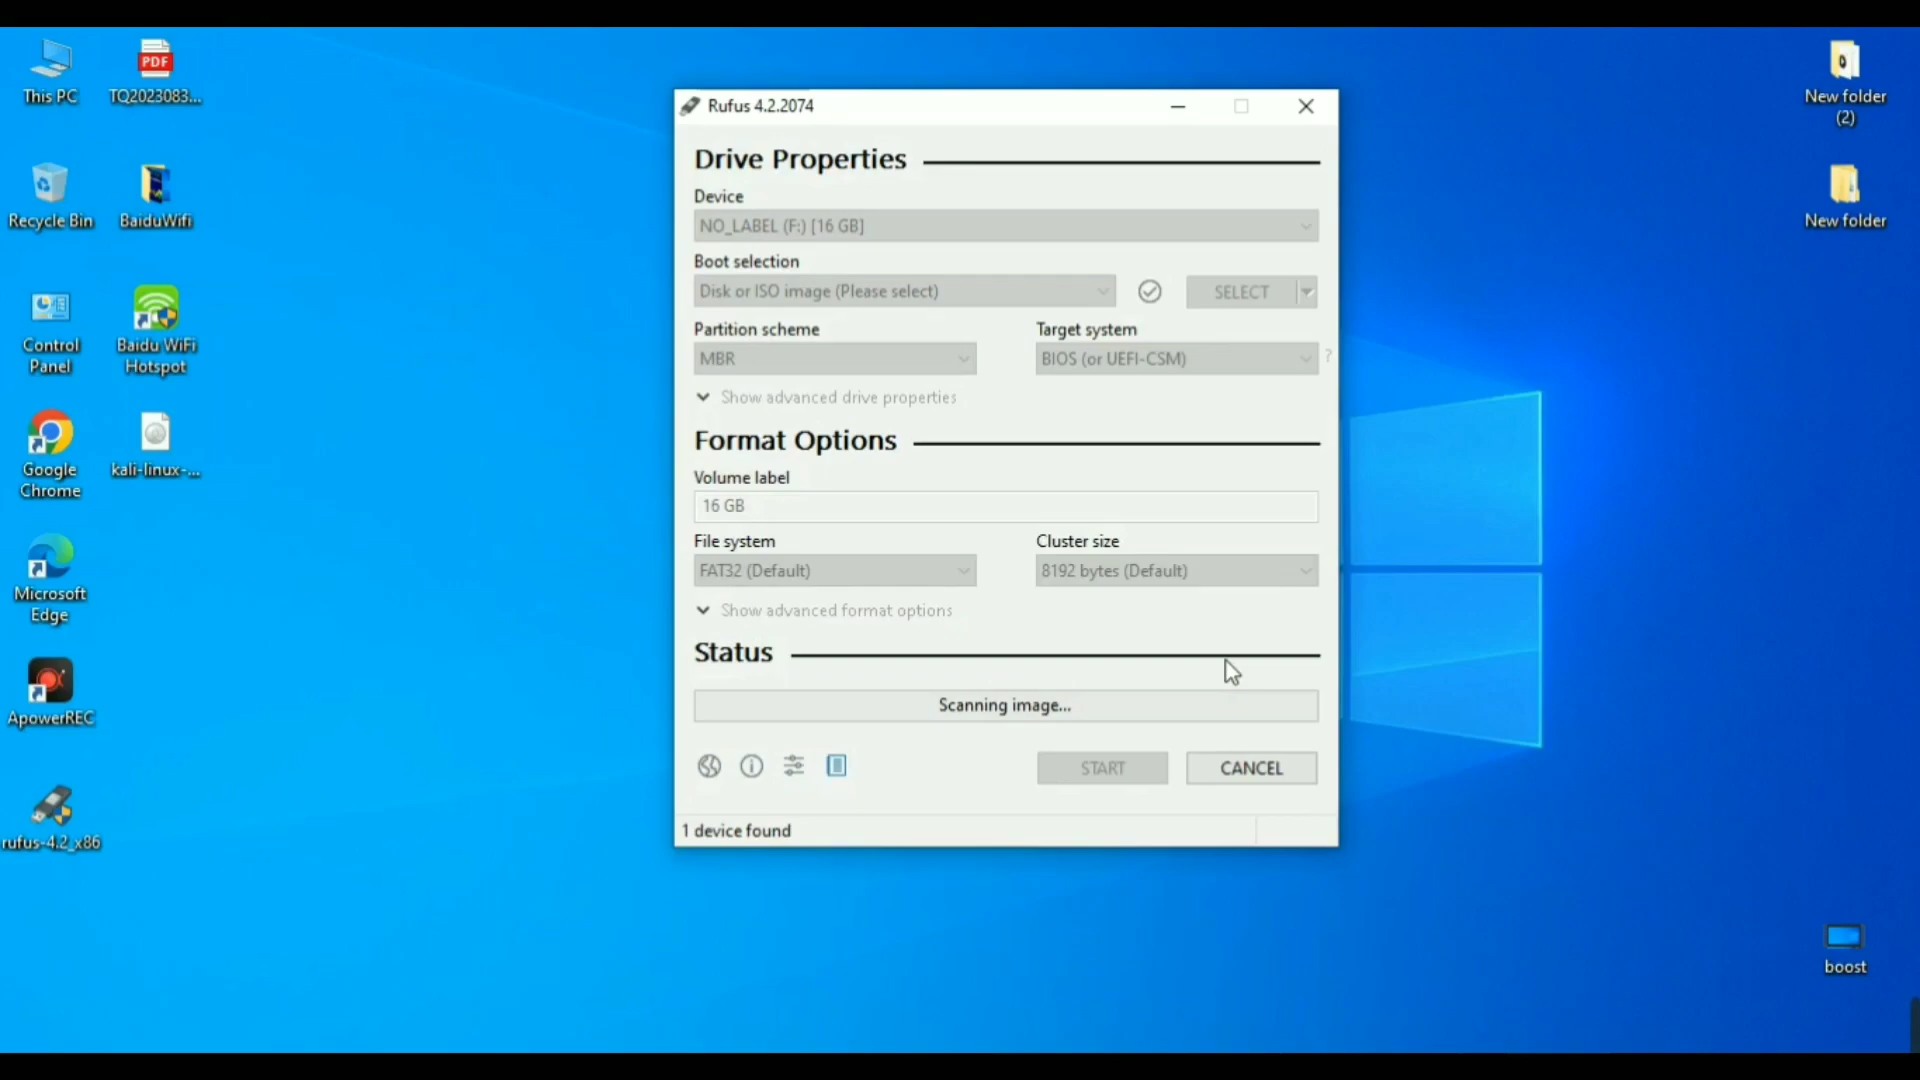 This PC
PDF
TQ2023083...
Recycle Bin
BaiduWifi
Control
Panel
Baidu WiFi
Hotspot
Google
Chrome
kali-linux-...
Microsoft
Edge
ApowerREC
rufus-4.2_x86
Rufus 4.2.2074
Drive Properties
Device
NO_LABEL (F:) [16 GB]
Boot selection
Disk or ISO image (Please select)
SELECT
Partition scheme
Target system
MBR
BIOS (or UEFI-CSM)
?
Show advanced drive properties
Format Options
Volume label
16 GB
File system
Cluster size
FAT32 (Default)
8192 bytes (Default)
Show advanced format options
Status
Scanning image...
START
CANCEL
1 device found
New folder
(2)
New folder
boost